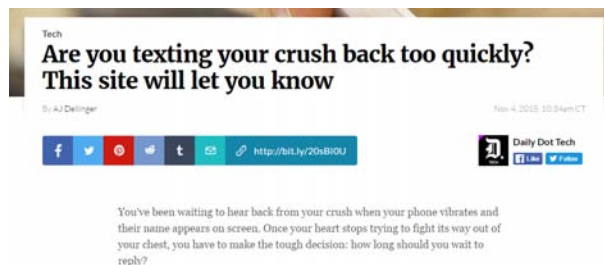 Tech
Are you texting your crush back too quickly?
This site will let you know
By AJ Dellinger
Nov 4, 2015, 10:34am CT
http://bit.ly/20sBl0U
Daily Dot Tech
Like
Follow
You've been waiting to hear back from your crush when your phone vibrates and
their name appears on screen. Once your heart stops trying to fight its way out of
your chest, you have to make the tough decision: how long should you wait to
reply?